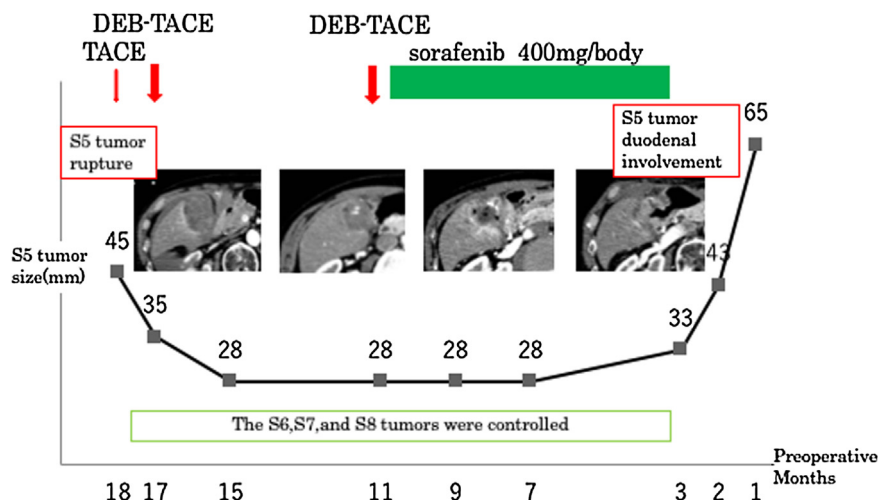 DEB-TACE
TACE
DEB-TACE
sorafenib 400mg/body
S5 tumor
rupture
S5 tumor
duodenal
involvement
65
S5 tumor
size(mm)
45
35
28
28
28
28
33
43
The S6,S7,and S8 tumors were controlled
Preoperative
Months
18 17 15 11 9 7 3 2 1